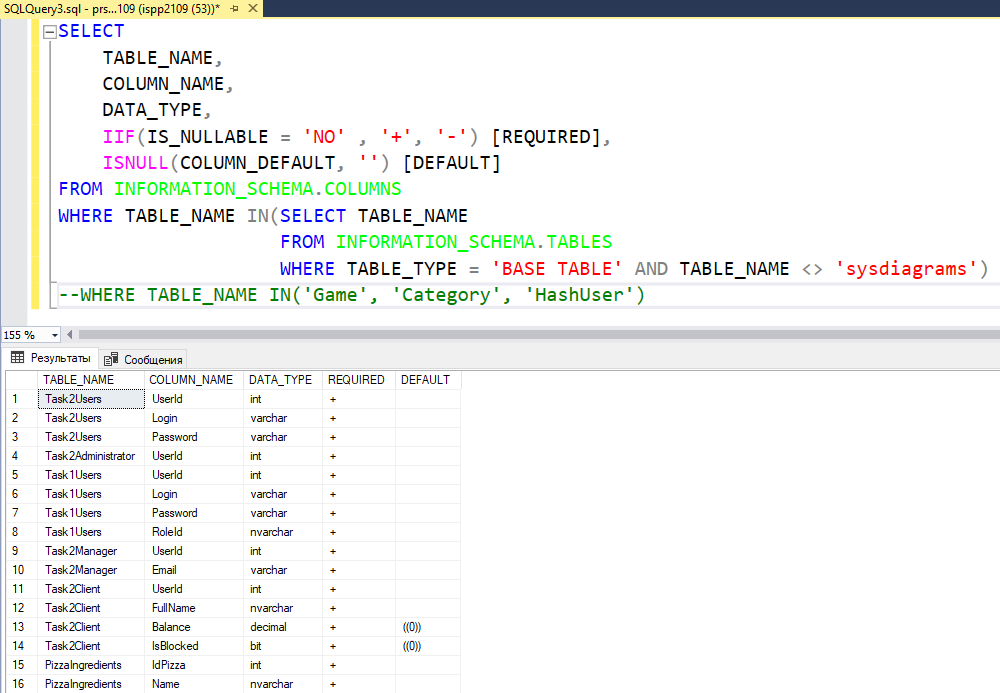 SQLQuery3.sql - prs...109 (ispp2109 (53))*
SELECT
TABLE_NAME,
COLUMN_NAME,
DATA_TYPE,
IIF(IS_NULLABLE = 'NO' , '+', '-') [REQUIRED],
ISNULL(COLUMN_DEFAULT, '') [DEFAULT]
FROM INFORMATION_SCHEMA.COLUMNS
WHERE TABLE_NAME IN(SELECT TABLE_NAME
FROM INFORMATION_SCHEMA.TABLES
WHERE TABLE_TYPE = 'BASE TABLE' AND TABLE_NAME <> 'sysdiagrams')
--WHERE TABLE_NAME IN('Game', 'Category', 'HashUser')
155 %
Результаты Сообщения
TABLE_NAME COLUMN_NAME DATA_TYPE REQUIRED DEFAULT
1 Task2Users UserId int +
2 Task2Users Login varchar +
3 Task2Users Password varchar +
4 Task2Administrator UserId int +
5 Task1Users UserId int +
6 Task1Users Login varchar +
7 Task1Users Password varchar +
8 Task1Users RoleId nvarchar +
9 Task2Manager UserId int +
10 Task2Manager Email varchar +
11 Task2Client UserId int +
12 Task2Client FullName nvarchar +
13 Task2Client Balance decimal + ((0))
14 Task2Client IsBlocked bit + ((0))
15 PizzaIngredients IdPizza int +
16 PizzaIngredients Name nvarchar +